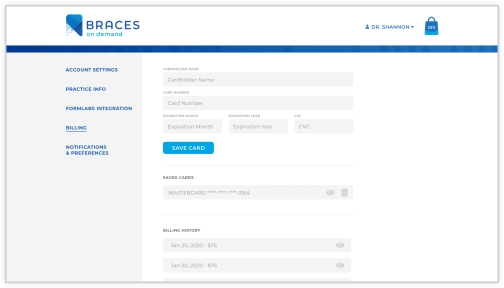 BRACES
on demand
DR. SHANNON
ACCOUNT SETTINGS
PRACTICE INFO
FORMLABS INTEGRATION
BILLING
NOTIFICATIONS
& PREFERENCES
CARDHOLDER NAME
Cardholder Name
CARD NUMBER
Card Number
EXPIRATION MONTH EXPIRATION YEAR CVC
Expiration Month Expiration Year CVC
SAVE CARD
SAVED CARDS
MASTERCARD ****-****-****
BILLING HISTORY
Jan 20, 2020 - $76
Jan 20, 2020 - $76